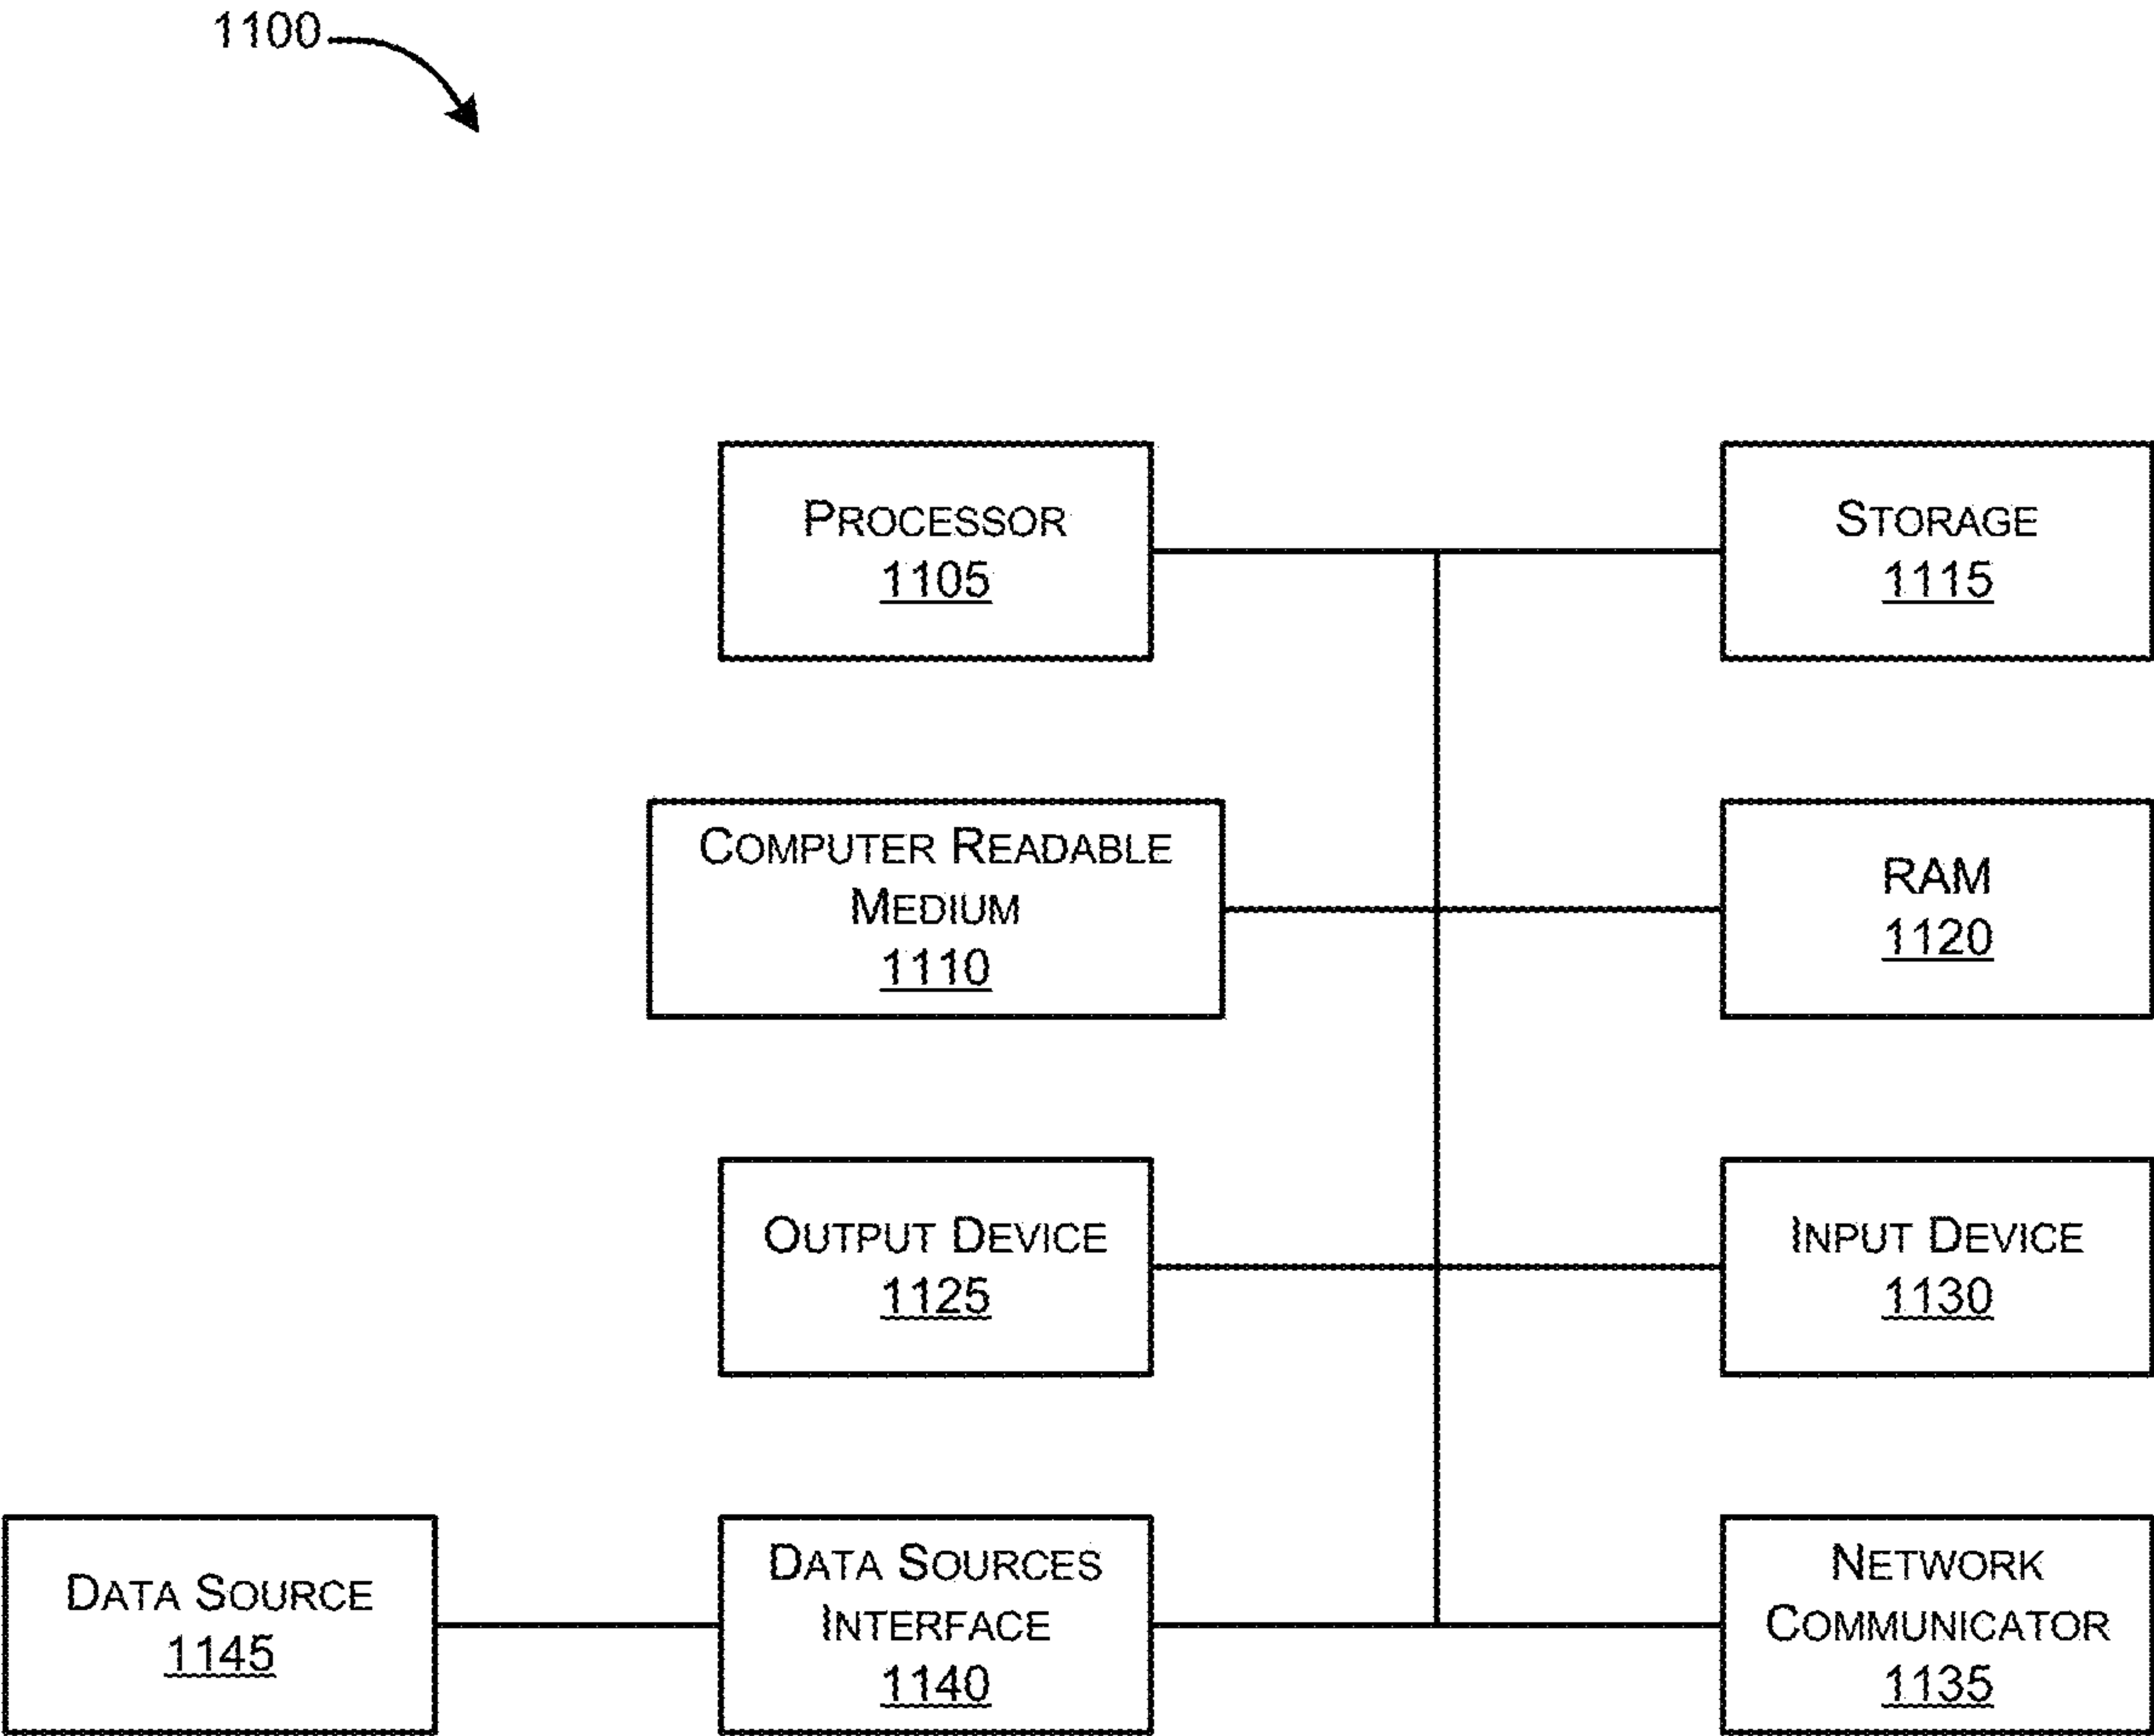 1100
PROCESSOR
1105
STORAGE
1115
COMPUTER READABLE
MEDIUM
1110
RAM
1120
OUTPUT DEVICE
1125
INPUT DEVICE
1130
DATA SOURCE
1145
DATA SOURCES
INTERFACE
1140
NETWORK
COMMUNICATOR
1135